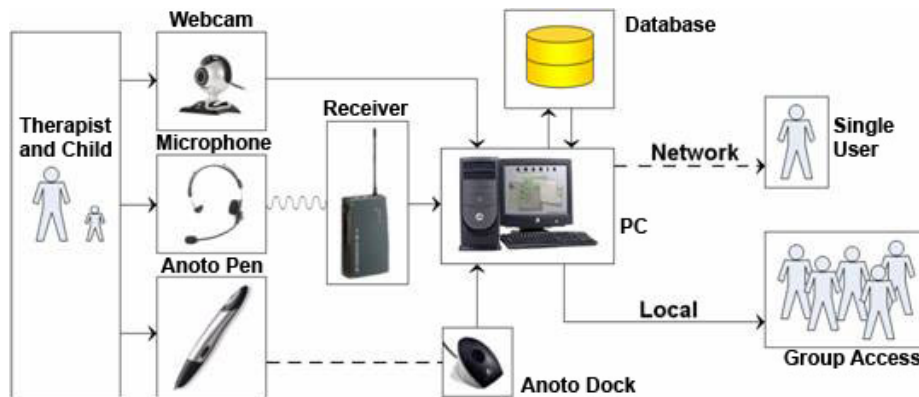 Webcam
Database
Therapist
and Child
Receiver
Microphone
Network
Single
User
PC
Anoto Pen
Local
Anoto Dock
Group Access